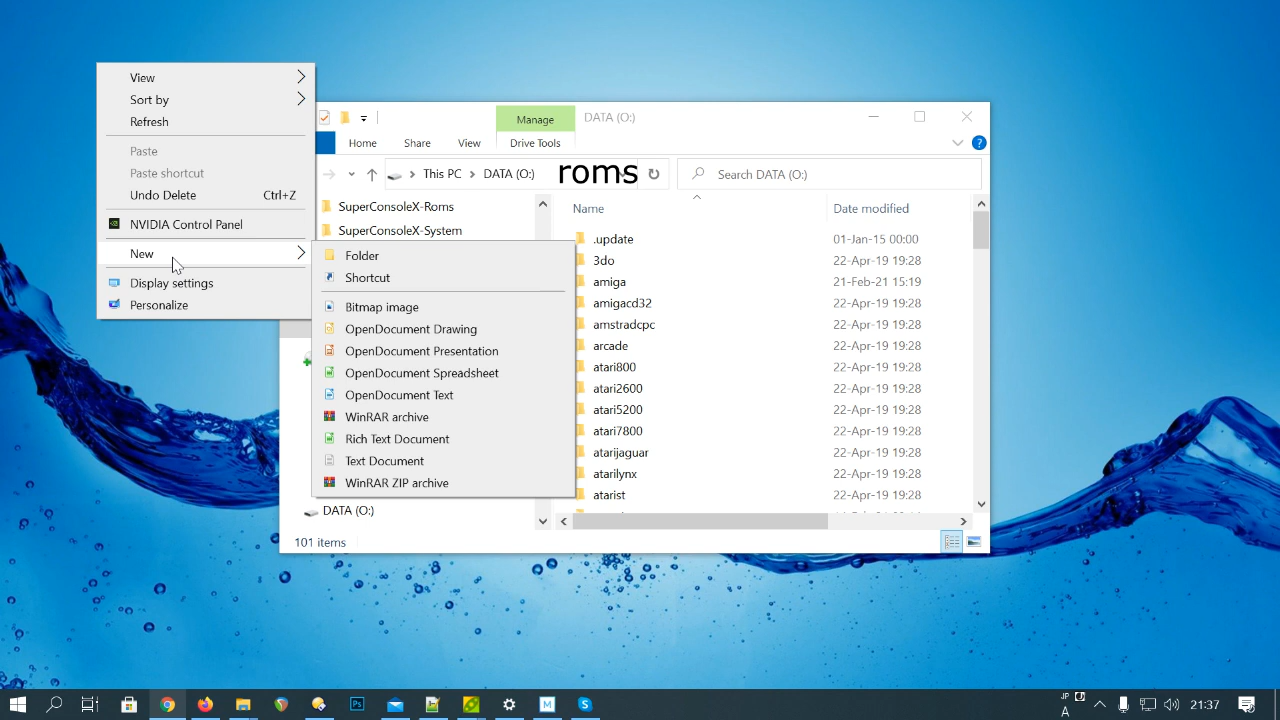 View
Sort by
Refresh
Paste
Paste shortcut
Undo Delete Ctrl+Z
NVIDIA Control Panel
New
Display settings
Personalize
Manage
DATA (O:)
Home
Share
View
Drive Tools
This PC
DATA (O:)
roms
Search DATA (O:)
SuperConsoleX-Roms
SuperConsoleX-System
Folder
Shortcut
Bitmap image
OpenDocument Drawing
OpenDocument Presentation
OpenDocument Spreadsheet
OpenDocument Text
WinRAR archive
Rich Text Document
Text Document
WinRAR ZIP archive
DATA (O:)
Name Date modified
.update 01-Jan-15 00:00
3do 22-Apr-19 19:28
amiga 21-Feb-21 15:19
amigacd32 22-Apr-19 19:28
amstradcpc 22-Apr-19 19:28
arcade 22-Apr-19 19:28
atari800 22-Apr-19 19:28
atari2600 22-Apr-19 19:28
atari5200 22-Apr-19 19:28
atari7800 22-Apr-19 19:28
atarijaguar 22-Apr-19 19:28
atarilynx 22-Apr-19 19:28
atarist 22-Apr-19 19:28
101 items
JP
A
21:37